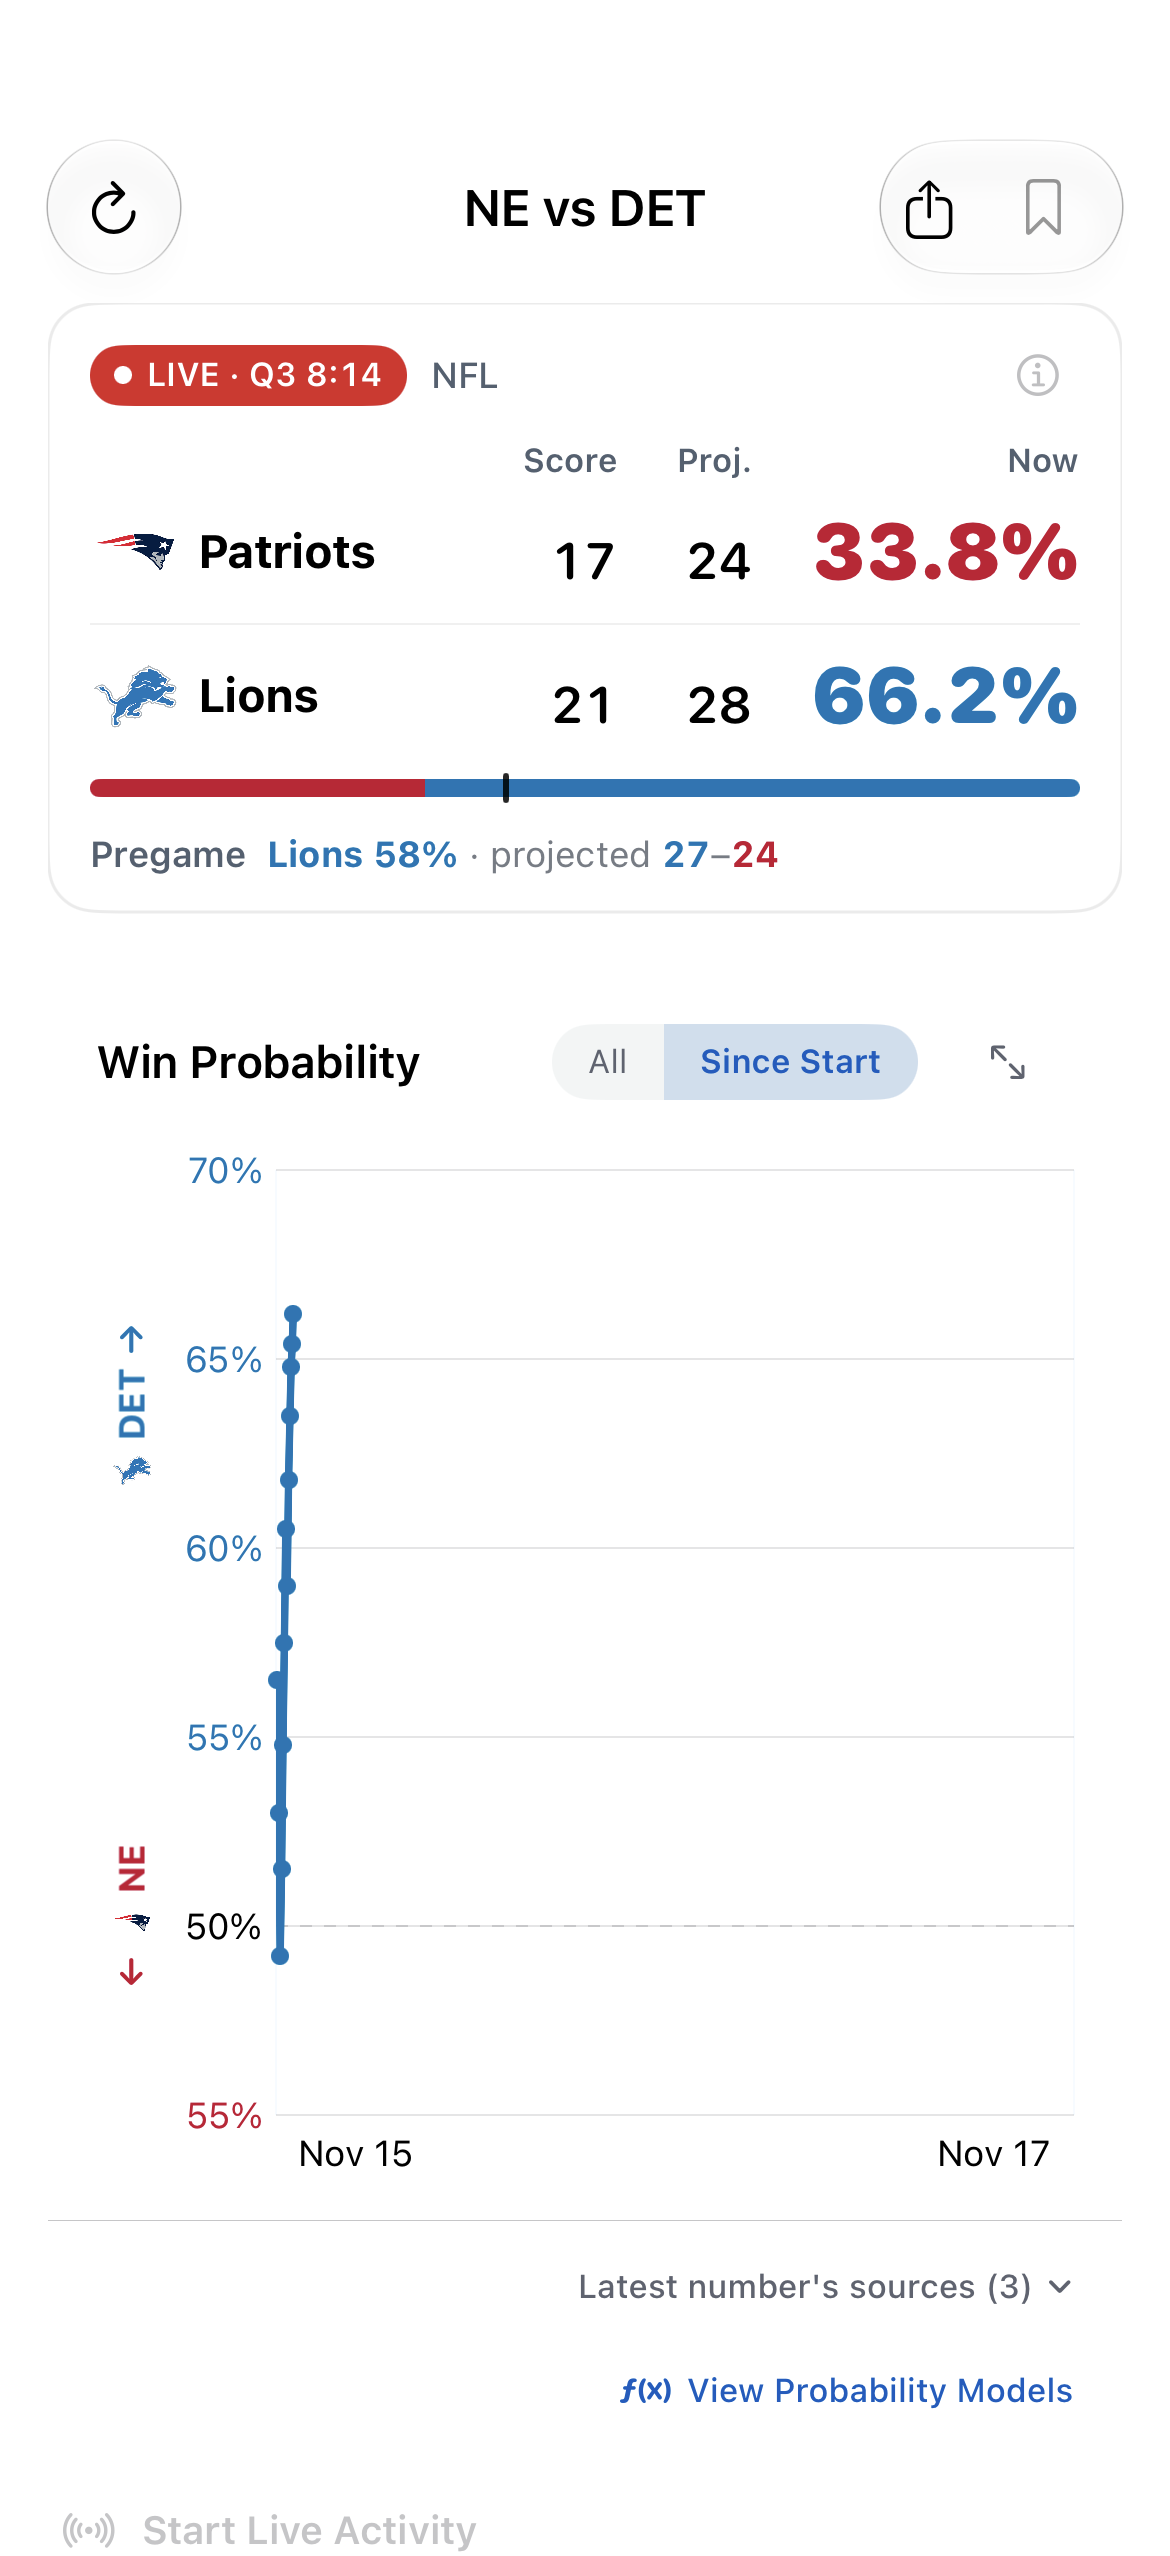 NE vs DET
LIVE · Q3 8:14 NFL
Score Proj. Now
Patriots 17 24 33.8%
Lions 21 28 66.2%
Pregame Lions 58% · projected 27–24
Win Probability All Since Start
70%
65%
60%
55%
50%
55%
DET
NE
Nov 15 Nov 17
Latest number's sources (3)
f(x) View Probability Models
Start Live Activity